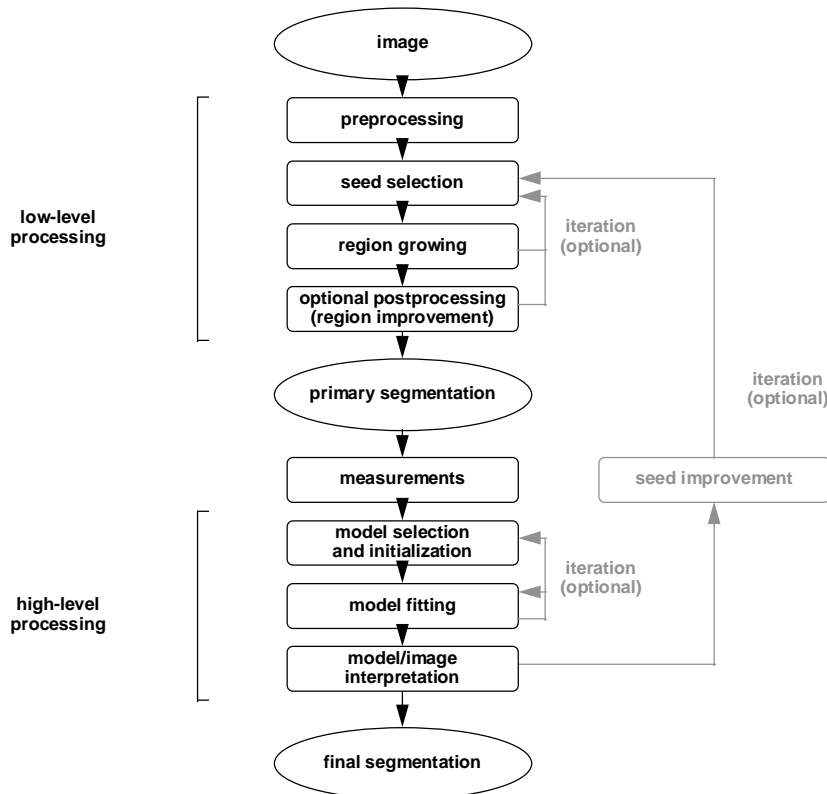 image
preprocessing
seed selection
low-level
processing
iteration
(optional)
region growing
optional postprocessing
(region improvement)
primary segmentation
iteration
(optional)
measurements
seed improvement
model selection
and initialization
iteration
(optional)
model fitting
high-level
processing
model/image
interpretation
final segmentation